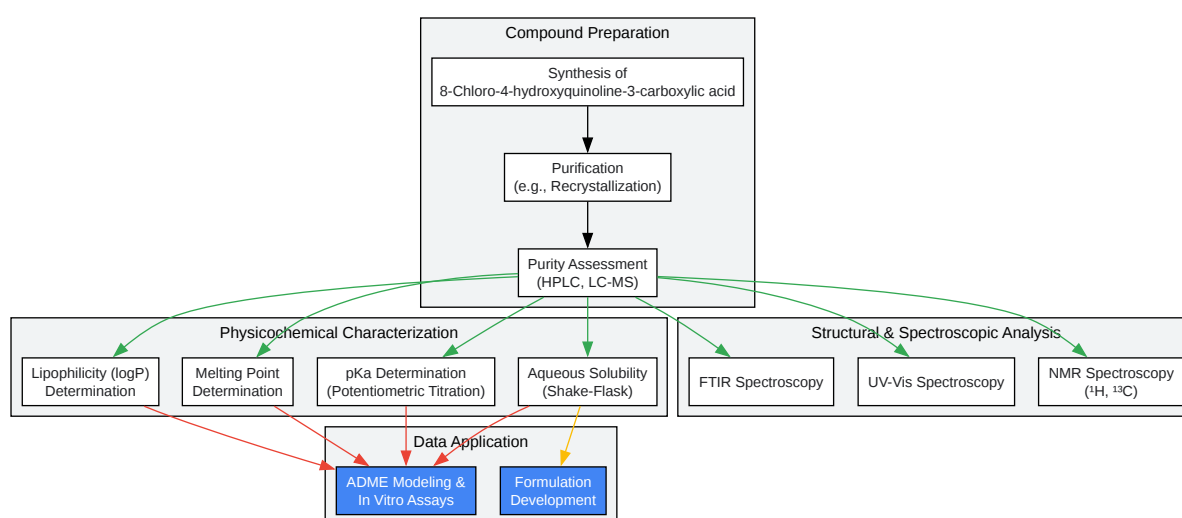 Compound Preparation
Synthesis of
8-Chloro-4-hydroxyquinoline-3-carboxylic acid
Purification
(e.g., Recrystallization)
Purity Assessment
(HPLC, LC-MS)
Physicochemical Characterization
Lipophilicity (logP)
Determination
Melting Point
Determination
pKa Determination
(Potentiometric Titration)
Aqueous Solubility
(Shake-Flask)
Structural & Spectroscopic Analysis
FTIR Spectroscopy
UV-Vis Spectroscopy
NMR Spectroscopy
(¹H, ¹³C)
Data Application
ADME Modeling &
In Vitro Assays
Formulation
Development